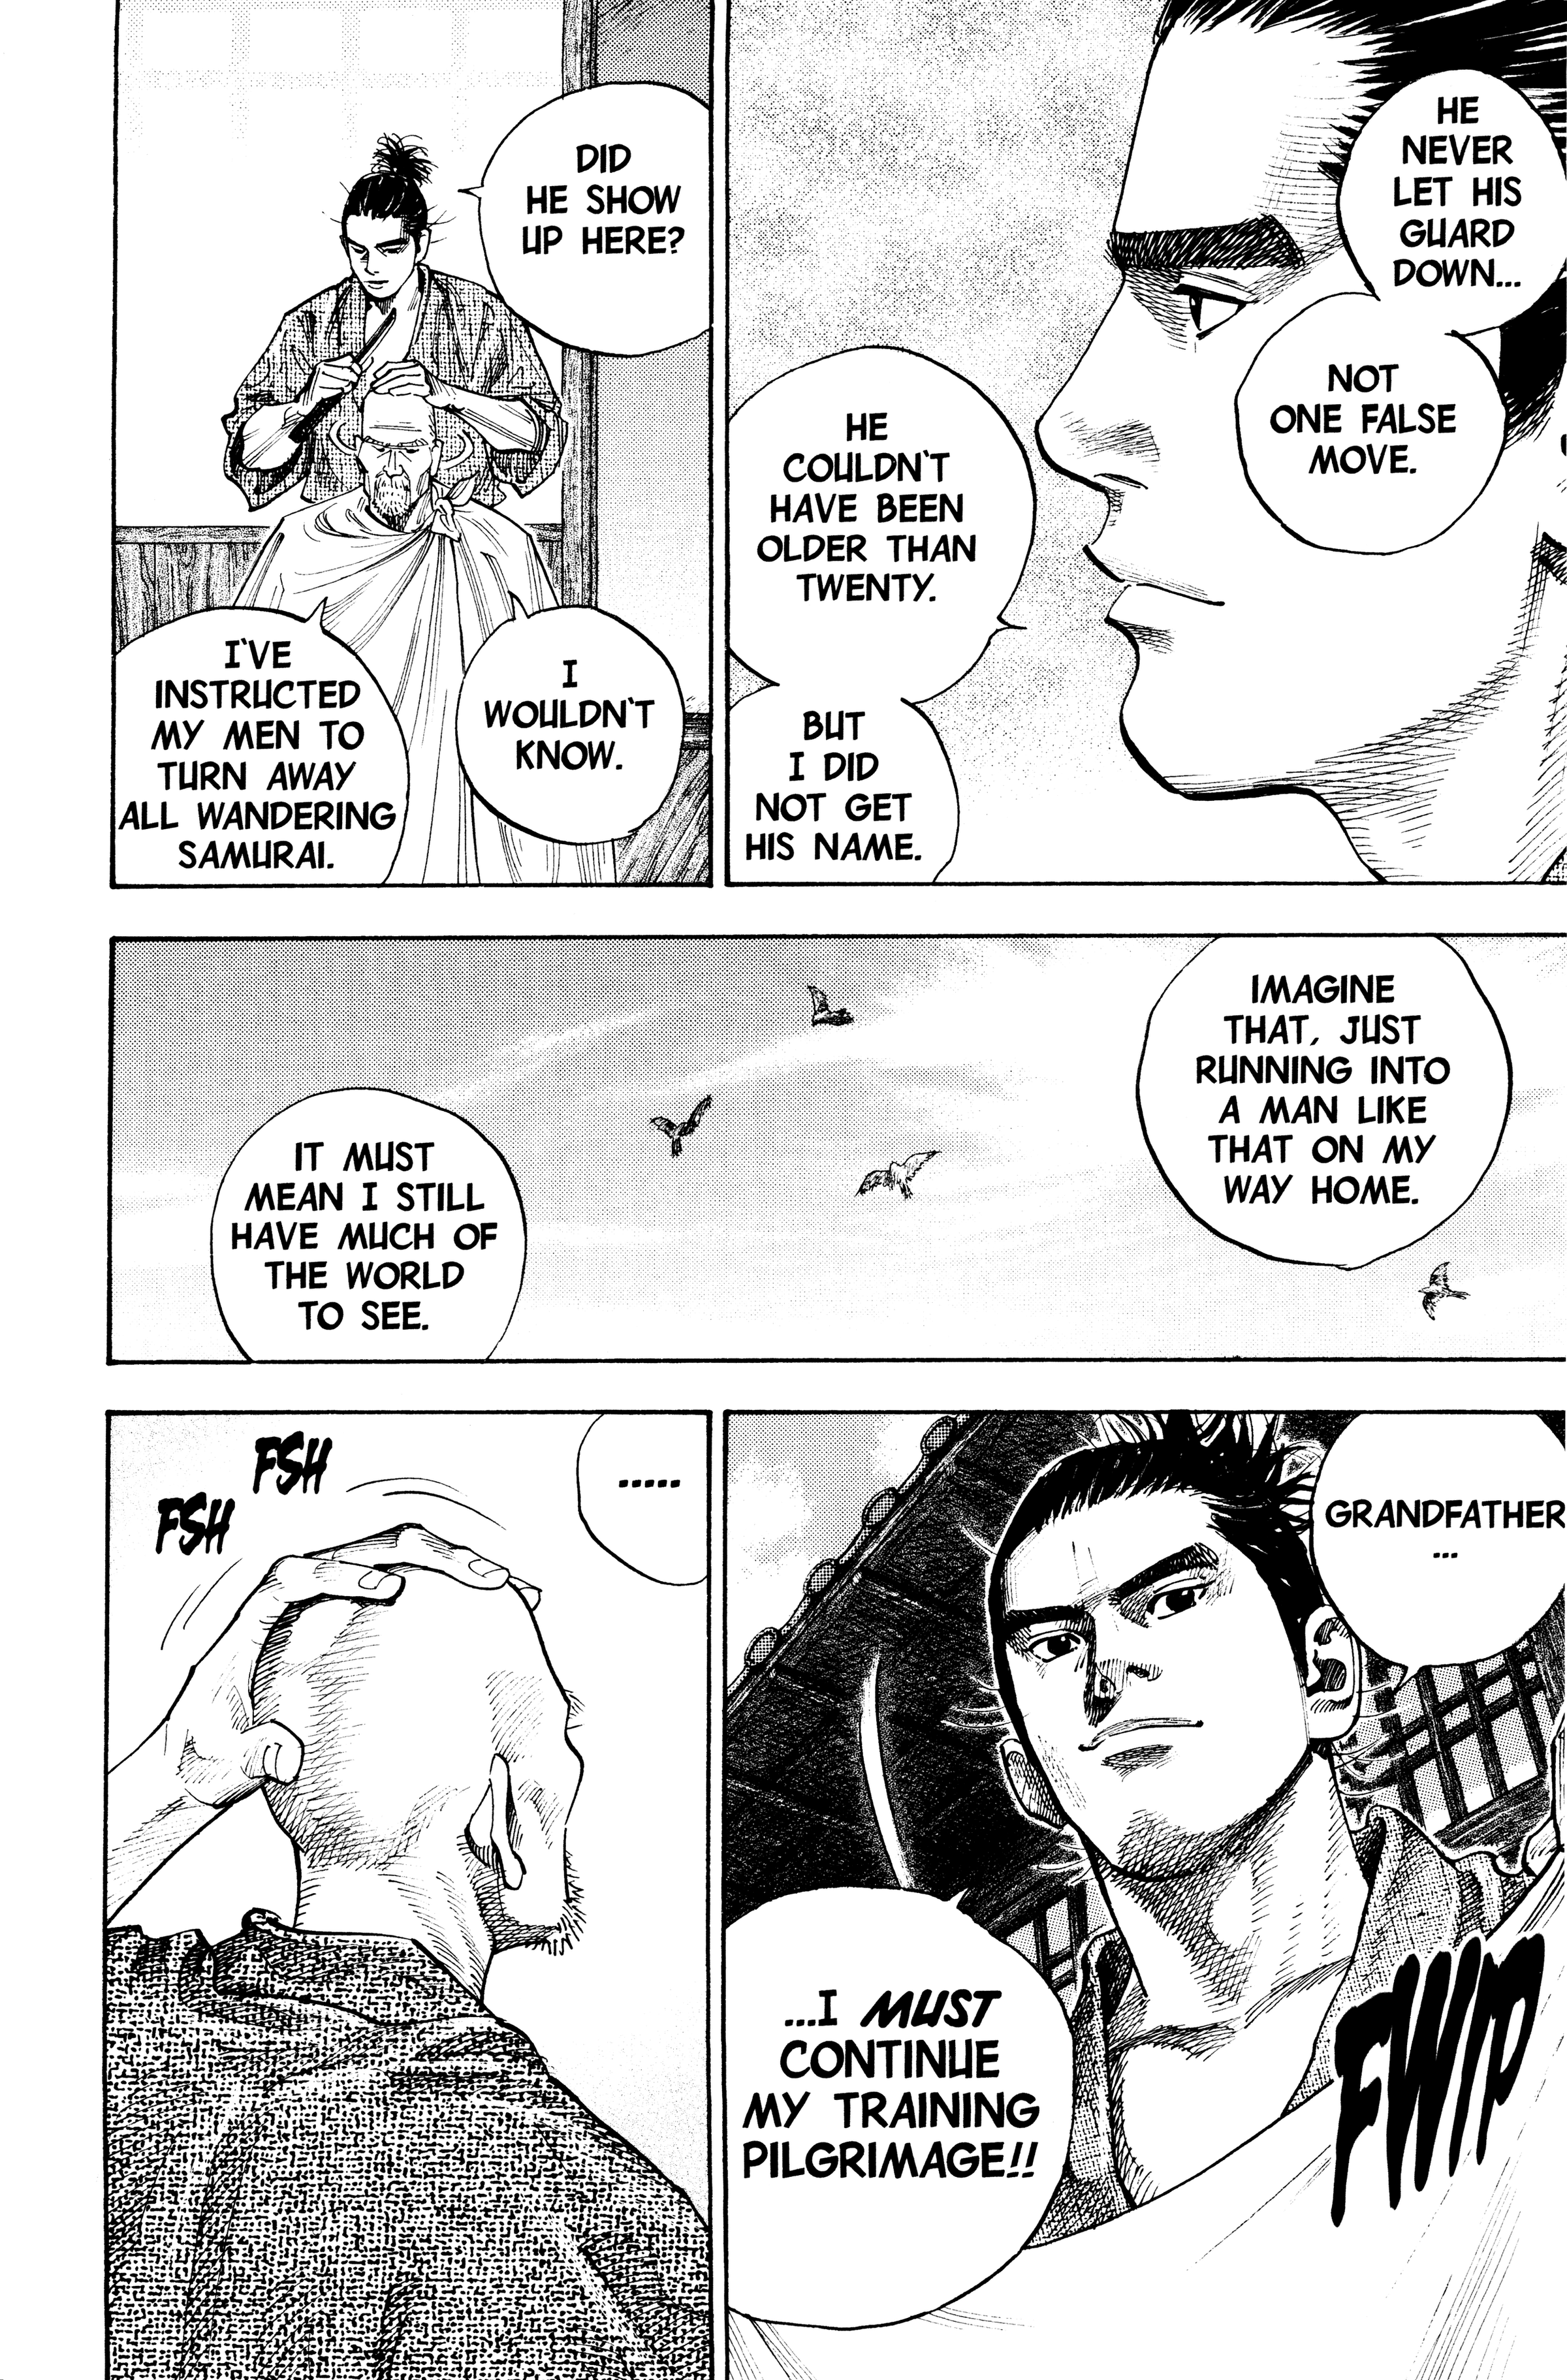 HE
NEVER
LET HIS
GUARD
DOWN...
NOT
ONE FALSE
MOVE.
HE
COULDN'T
HAVE BEEN
OLDER THAN
TWENTY.
BUT
I DID
NOT GET
HIS NAME.
DID
HE SHOW
UP HERE?
I
WOULDN'T
KNOW.
I'VE
INSTRUCTED
MY MEN TO
TURN AWAY
ALL WANDERING
SAMURAI.
IMAGINE
THAT, JUST
RUNNING INTO
A MAN LIKE
THAT ON MY
WAY HOME.
IT MUST
MEAN I STILL
HAVE MUCH OF
THE WORLD
TO SEE.
GRANDFATHER
...
...I MUST
CONTINUE
MY TRAINING
PILGRIMAGE!!
FWIP
.....
FSH
FSH